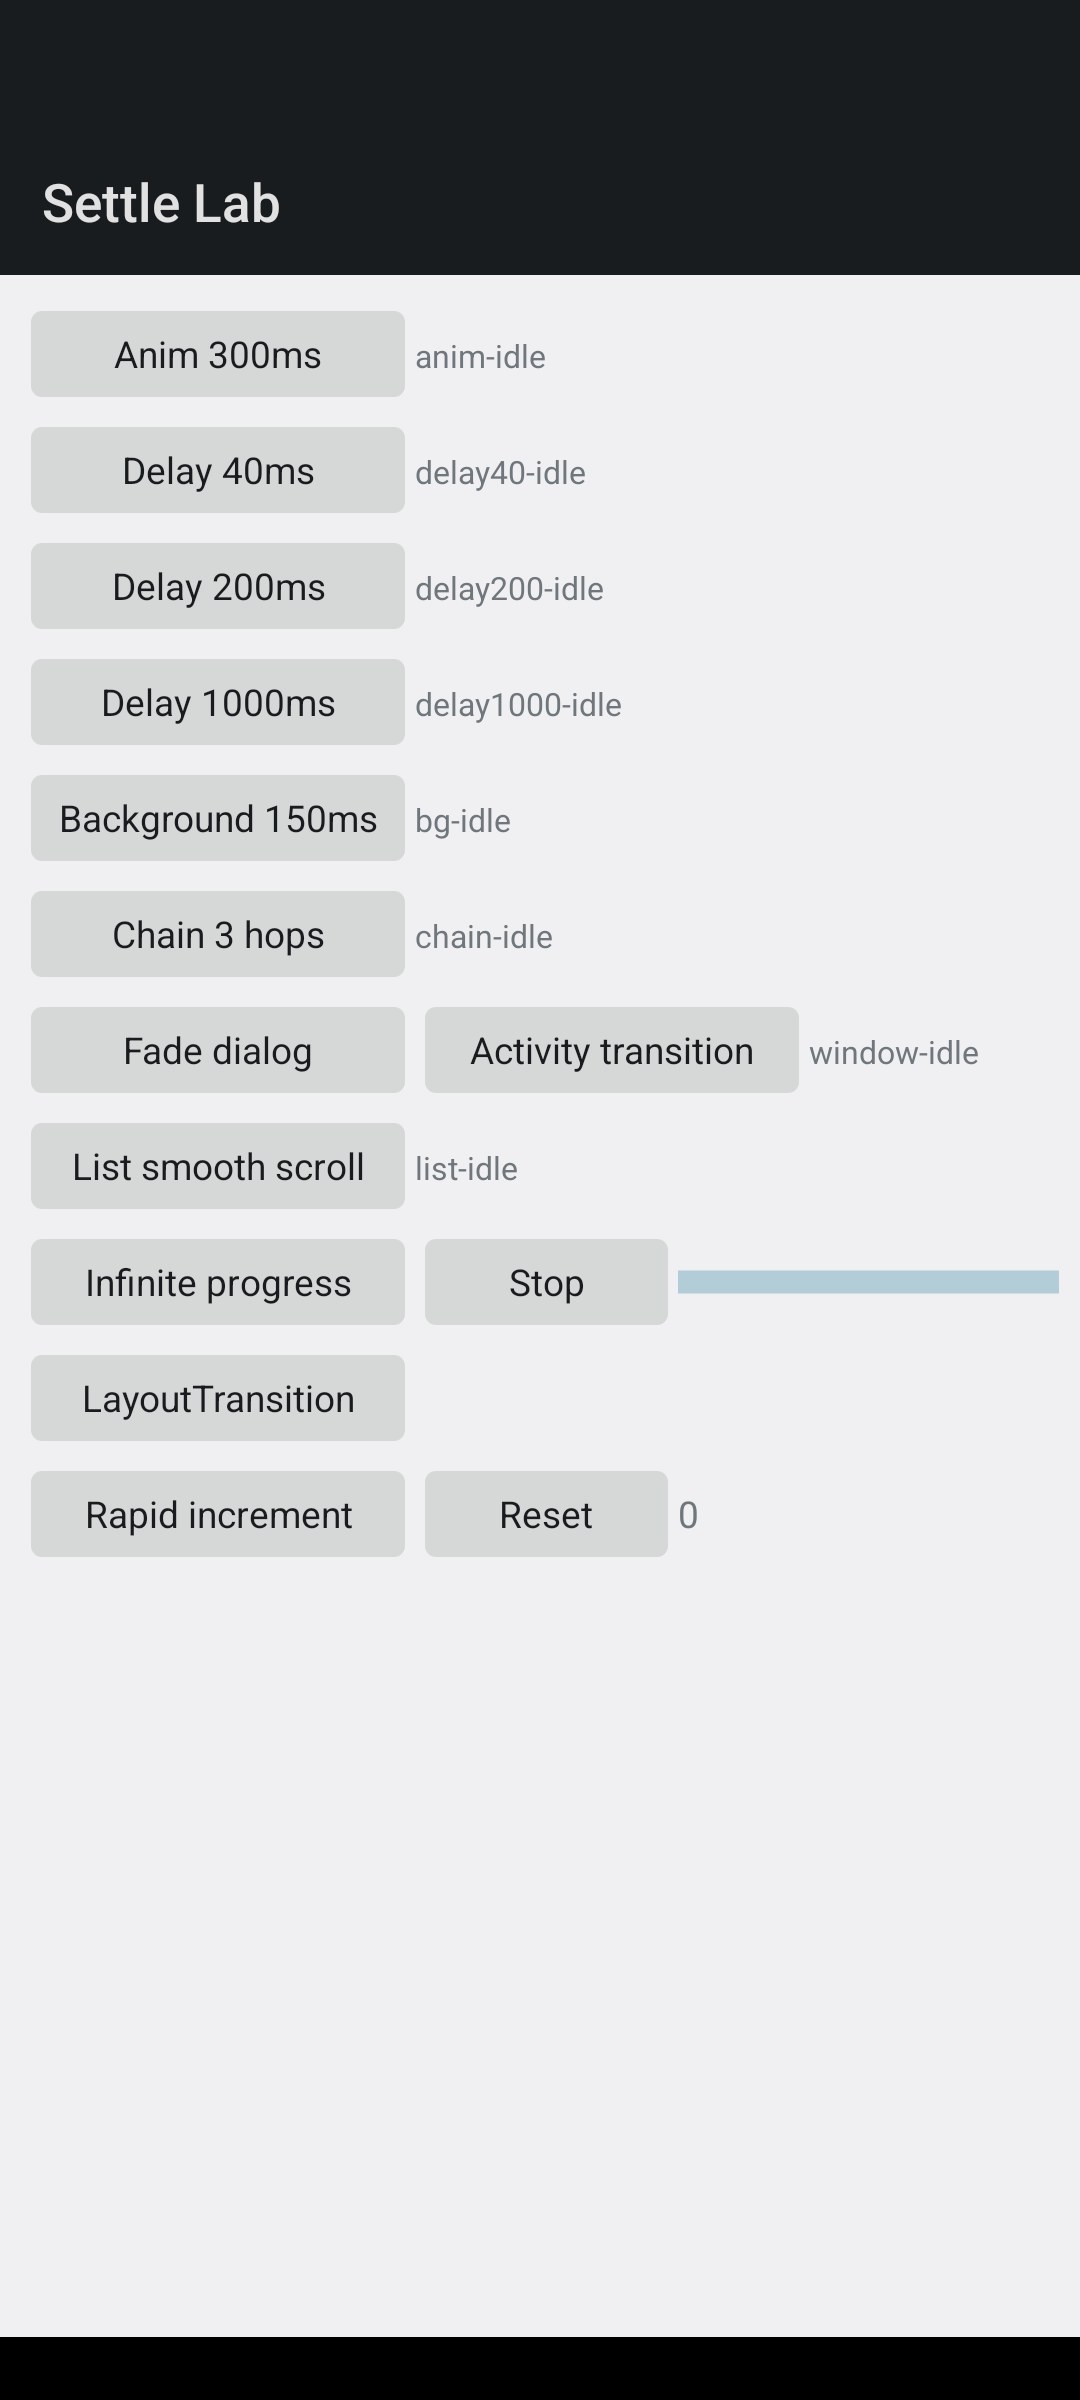 Settle Lab
Anim 300ms anim-idle
Delay 40ms delay40-idle
Delay 200ms delay200-idle
Delay 1000ms delay1000-idle
Background 150ms bg-idle
Chain 3 hops chain-idle
Fade dialog Activity transition window-idle
List smooth scroll list-idle
Infinite progress Stop
LayoutTransition
Rapid increment Reset 0